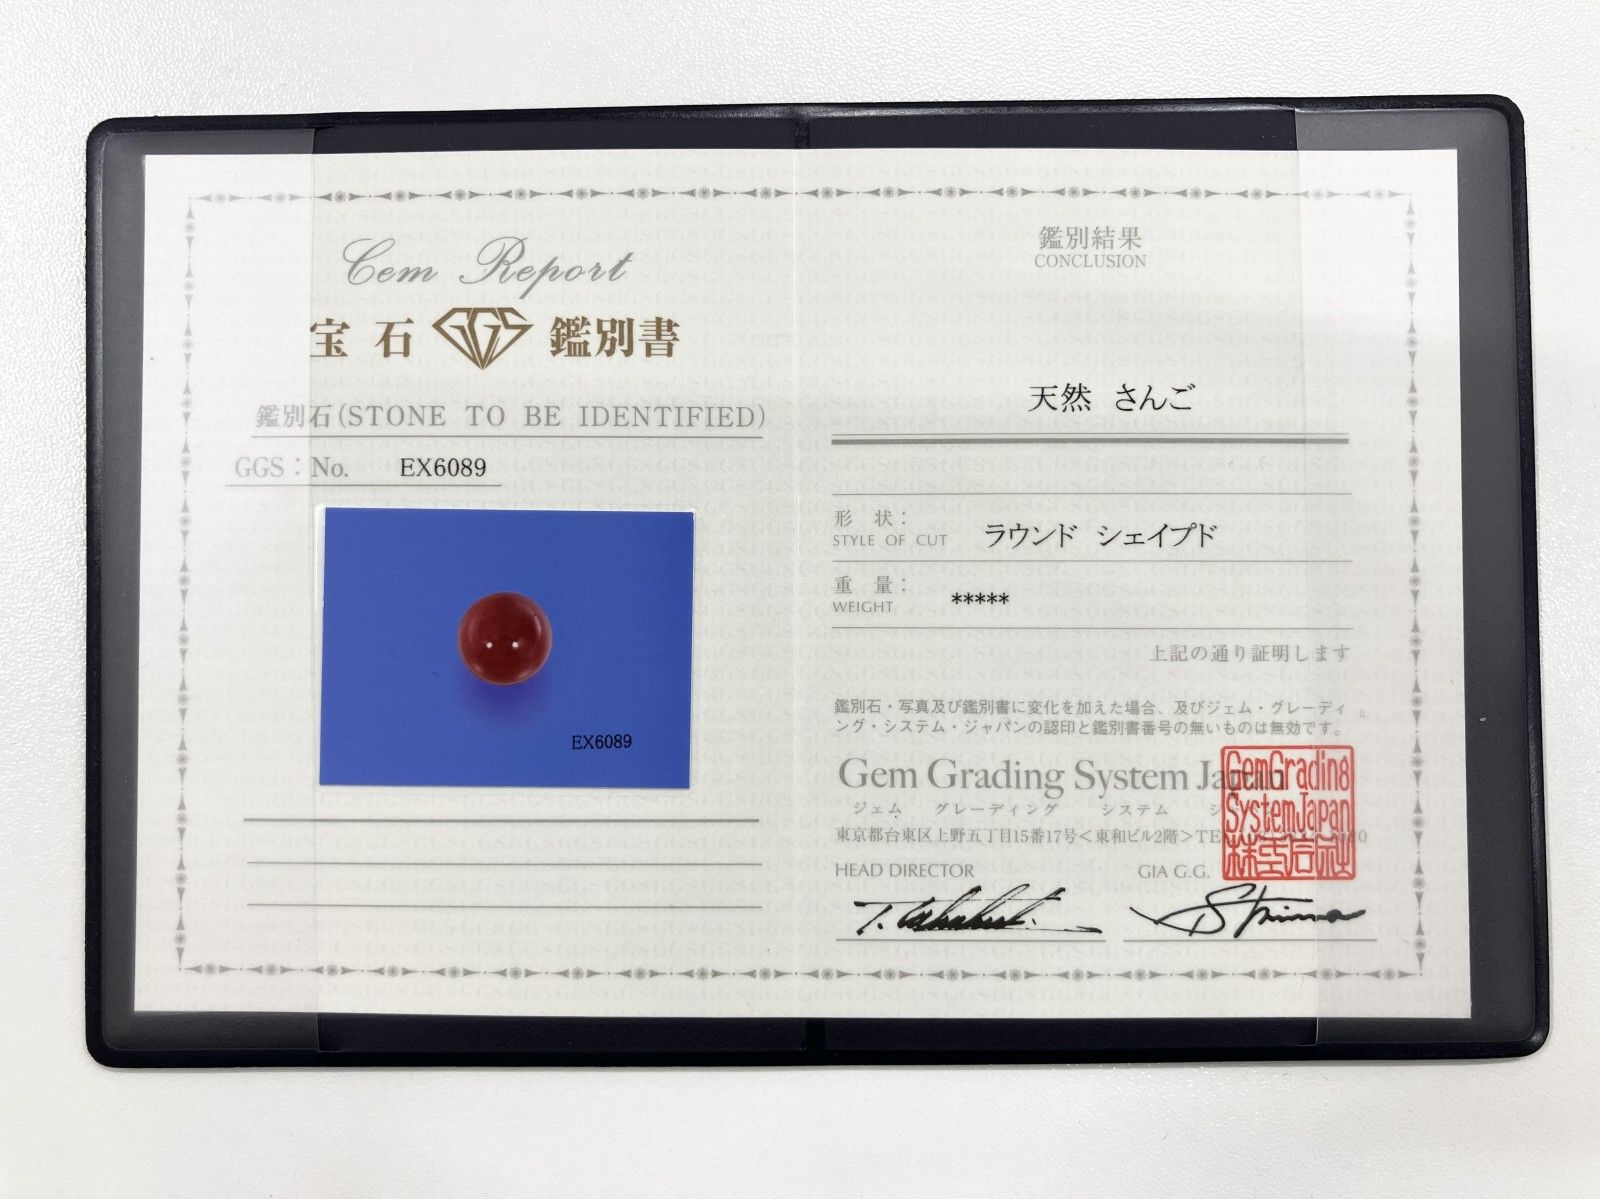 Gem Report
宝石 GGS 鑑別書
鑑別石(STONE TO BE IDENTIFIED)
GGS：No. EX6089
EX6089
鑑別結果
CONCLUSION
天然 さんご
形 状：
STYLE OF CUT ラウンド シェイプド
重 量：
WEIGHT *****
上記の通り証明します
鑑別石・写真及び鑑別書に変化を加えた場合、及びジェム・グレーディ
ング・システム・ジャパンの認印と鑑別書番号の無いものは無効です。
Gem Grading System Japan
ジェム グレーディング システム
東京都台東区上野五丁目15番17号＜東和ビル2階＞
GemGrading
SystemJapan
HEAD DIRECTOR GIA G.G.